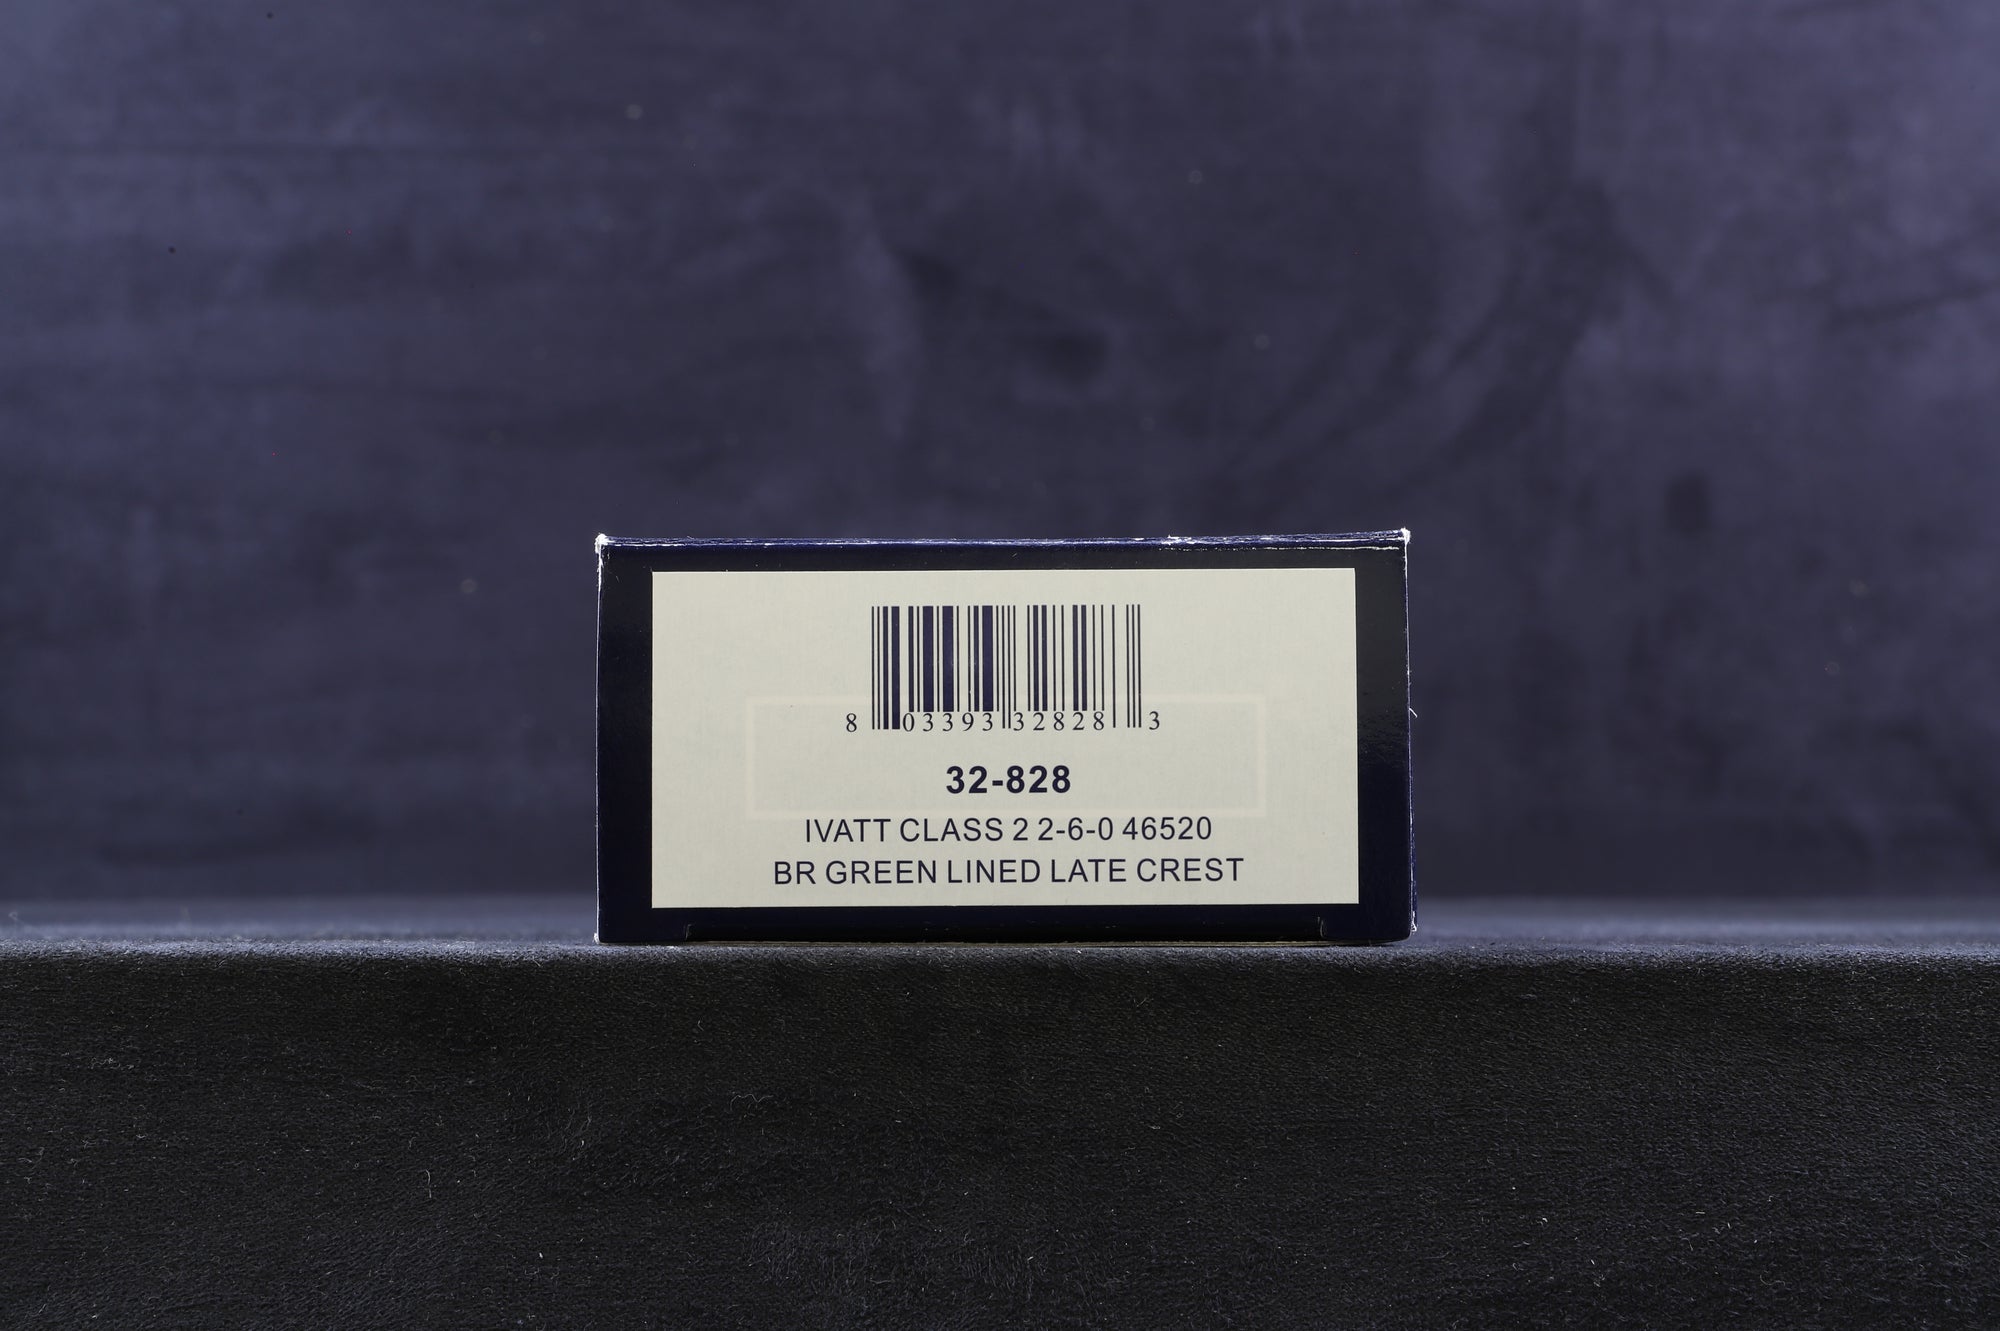 8 03393 32828 3
32-828
IVATT CLASS 2 2-6-0 46520
BR GREEN LINED LATE CREST